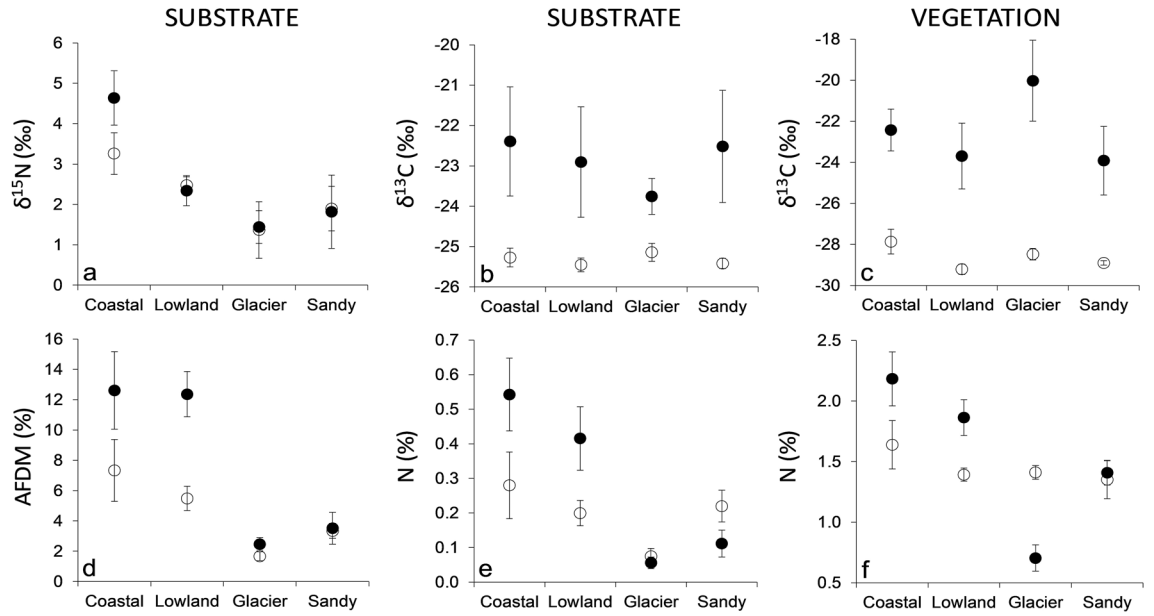 SUBSTRATE
SUBSTRATE
VEGETATION
δ15N (‰)
6
5
4
3
2
1
0
a
Coastal Lowland Glacier Sandy
δ13C (‰)
-20
-21
-22
-23
-24
-25
-26
b
Coastal Lowland Glacier Sandy
δ13C (‰)
-18
-20
-22
-24
-26
-28
-30
c
Coastal Lowland Glacier Sandy
AFDM (%)
16
14
12
10
8
6
4
2
0
d
Coastal Lowland Glacier Sandy
N (%)
0.7
0.6
0.5
0.4
0.3
0.2
0.1
0.0
e
Coastal Lowland Glacier Sandy
N (%)
2.5
2.0
1.5
1.0
0.5
f
Coastal Lowland Glacier Sandy